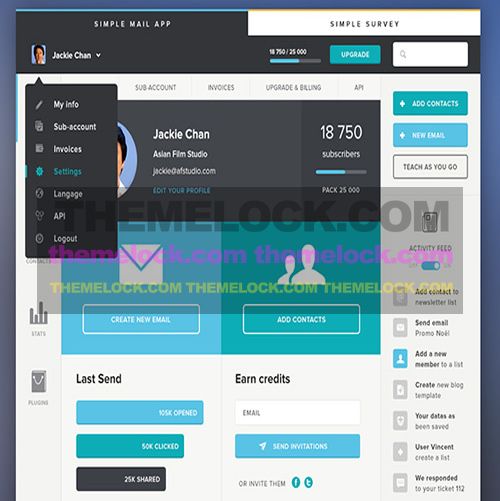 SIMPLE MAIL APP
SIMPLE SURVEY
Jackie Chan
18 750 / 25 000
UPGRADE
SUB-ACCOUNT
INVOICES
UPGRADE & BILLING
API
My info
Sub-account
Invoices
Settings
Langage
API
Logout
Jackie Chan
Asian Film Studio
jackie@afstudio.com
EDIT YOUR PROFILE
18 750
subscribers
PACK 25 000
ADD CONTACTS
NEW EMAIL
TEACH AS YOU GO
THEMELOCK.COM
themelock.com themelock.com
THEMELOCK.COM THEMELOCK.COM THEMELOCK.COM
CONTACTS
STATS
PLUGINS
CREATE NEW EMAIL
ADD CONTACTS
Last Send
105K OPENED
50K CLICKED
25K SHARED
Earn credits
EMAIL
SEND INVITATIONS
OR INVITE THEM
ACTIVITY FEED
Add contact to
newsletter list
Send email
Promo Noël
Add a new
member to a list
Create new blog
template
Your datas as
been saved
User Vincent
create a list
We responded
to your ticket 112